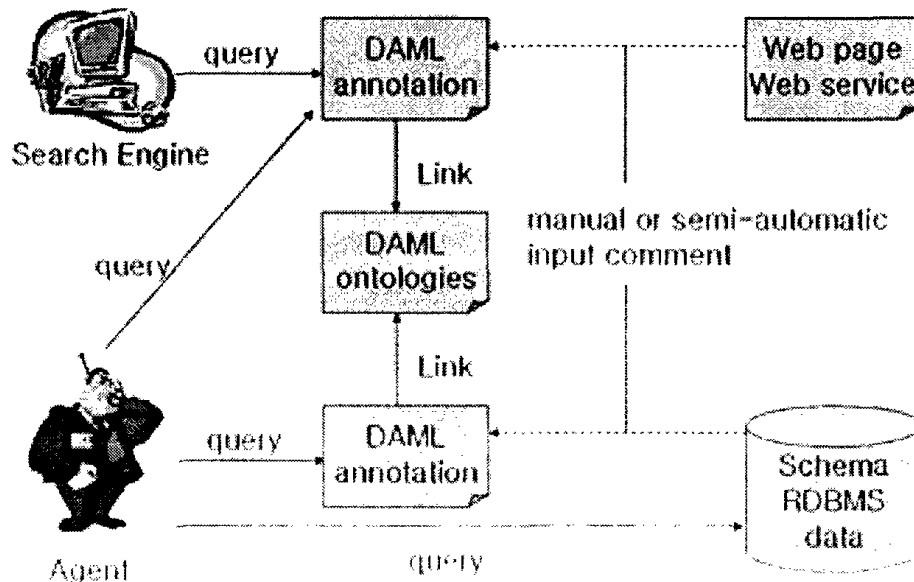 query
DAML
annotation
Web page
Web service
Search Engine
Link
DAML
ontologies
manual or semi-automatic
input comment
query
Link
query
DAML
annotation
Schema
RDBMS
data
query
Agent